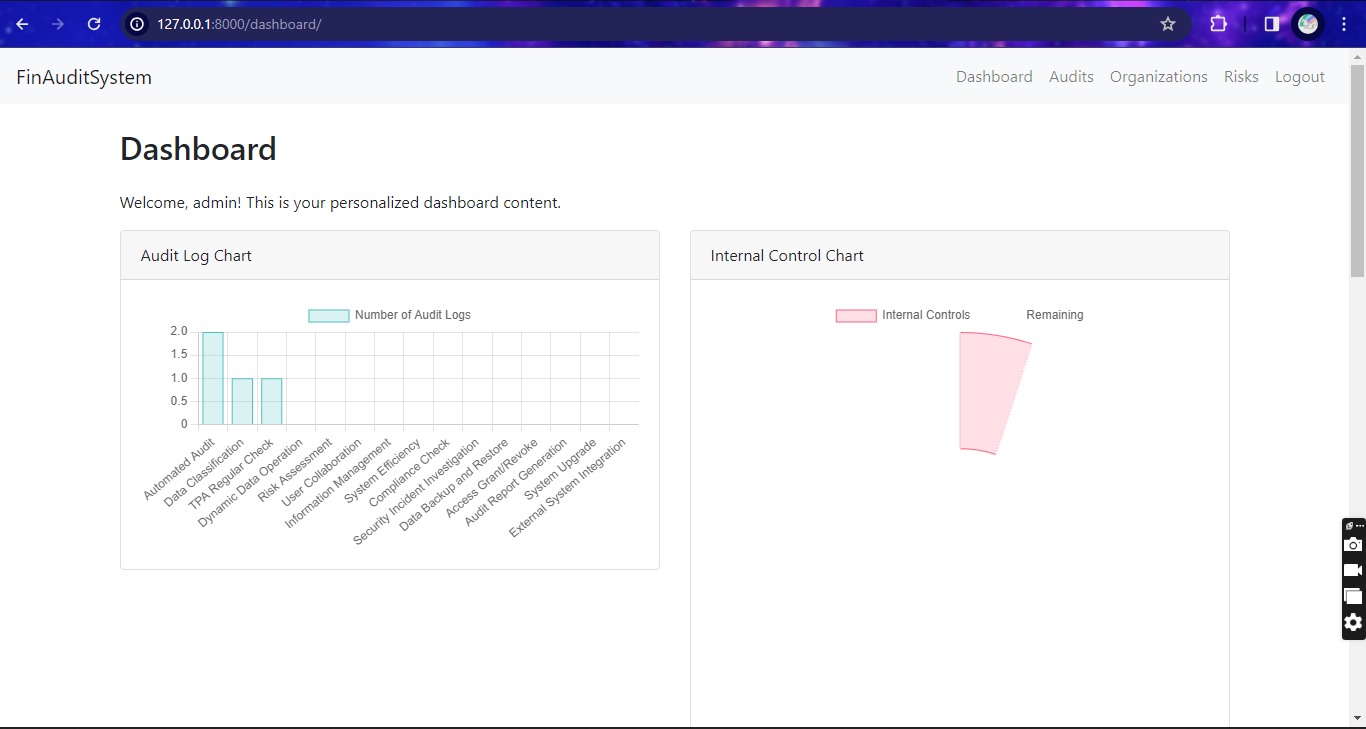 127.0.0.1:8000/dashboard/
FinAuditSystem
Dashboard Audits Organizations Risks Logout
Dashboard
Welcome, admin! This is your personalized dashboard content.
Audit Log Chart
Number of Audit Logs
2.0
1.5
1.0
0.5
0
Automated Audit
Data Classification
TPA Regular Check
Dynamic Data Operation
Risk Assessment
User Collaboration
Information Management
System Efficiency
Compliance Check
Security Incident Investigation
Data Backup and Restore
Access Grant/Revoke
Audit Report Generation
System Upgrade
External System Integration
Internal Control Chart
Internal Controls Remaining